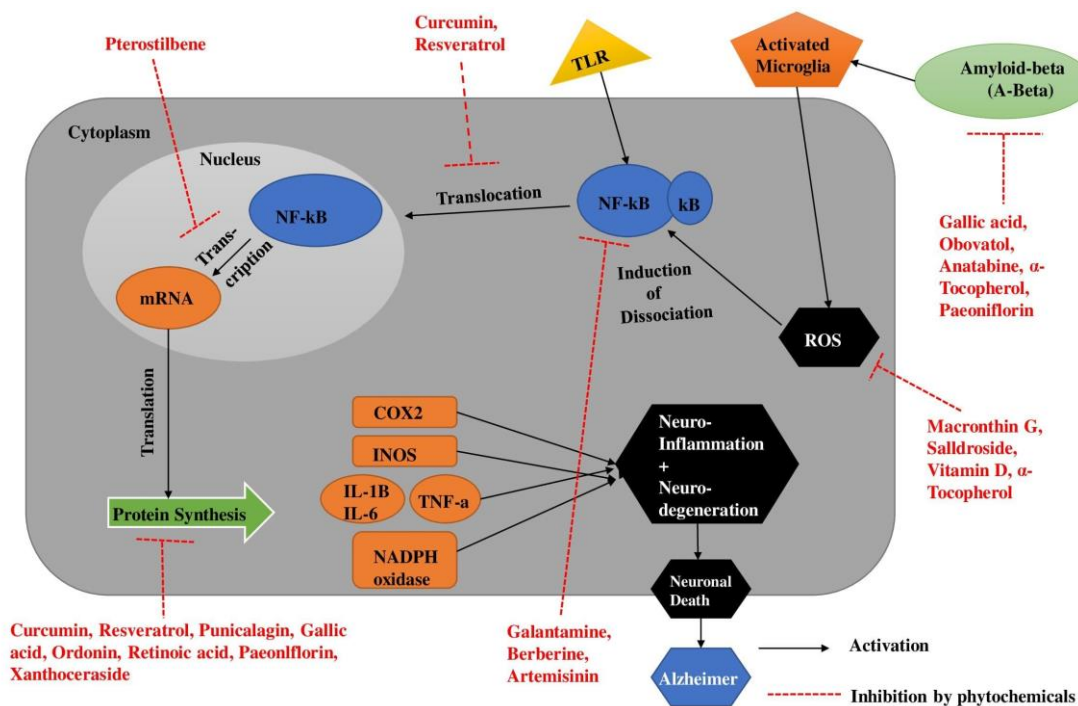 Pterostilbene
Curcumin,
Resveratrol
TLR
Activated
Microglia
Amyloid-beta
(A-Beta)
Cytoplasm
Nucleus
NF-kB
Translocation
NF-kB
kB
Trans-
cription
mRNA
Induction
of
Dissociation
ROS
Gallic acid,
Obovatol,
Anatabine, α-
Tocopherol,
Paeoniflorin
Translation
COX2
INOS
IL-1B
IL-6
TNF-a
NADPH
oxidase
Neuro-
Inflammation
+
Neuro-
degeneration
Macronthin G,
Salldroside,
Vitamin D, α-
Tocopherol
Protein Synthesis
Neuronal
Death
Curcumin, Resveratrol, Punicalagin, Gallic
acid, Ordonin, Retinoic acid, Paeonlflorin,
Xanthoceraside
Galantamine,
Berberine,
Artemisinin
Alzheimer
Activation
Inhibition by phytochemicals